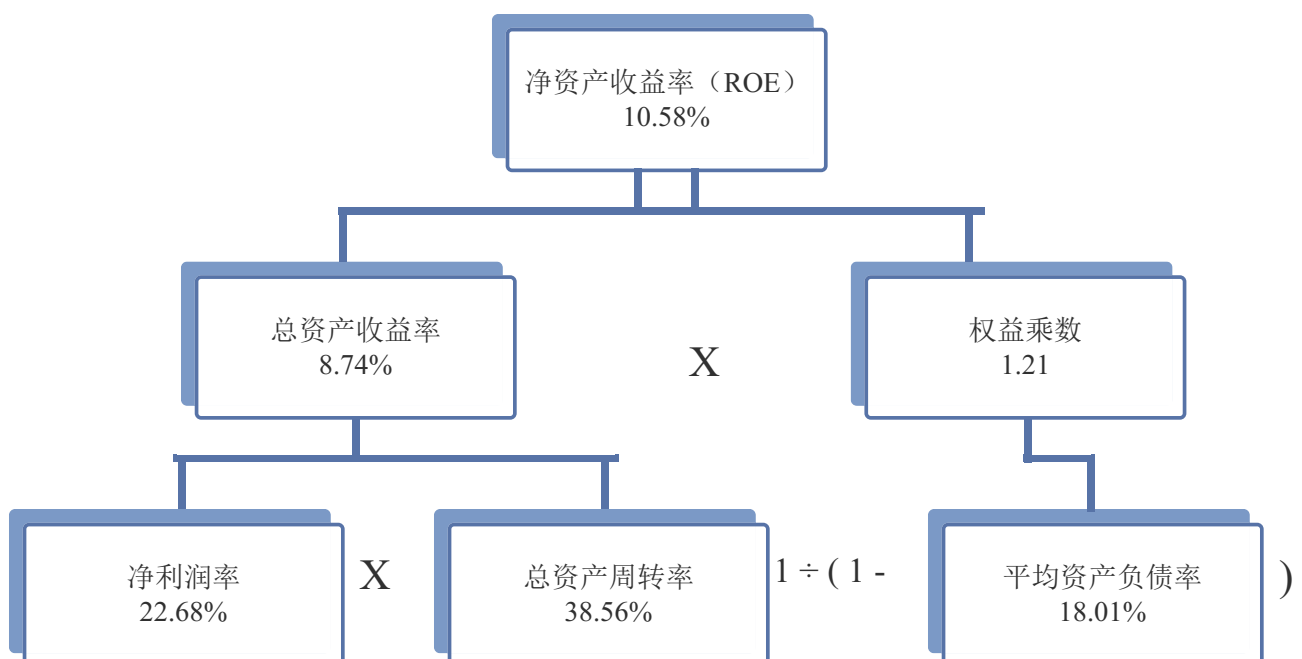 净资产收益率（ROE）
10.58%
总资产收益率
8.74%
X
权益乘数
1.21
净利润率
22.68%
X
总资产周转率
38.56%
1 ÷ ( 1 -
平均资产负债率
18.01%
)